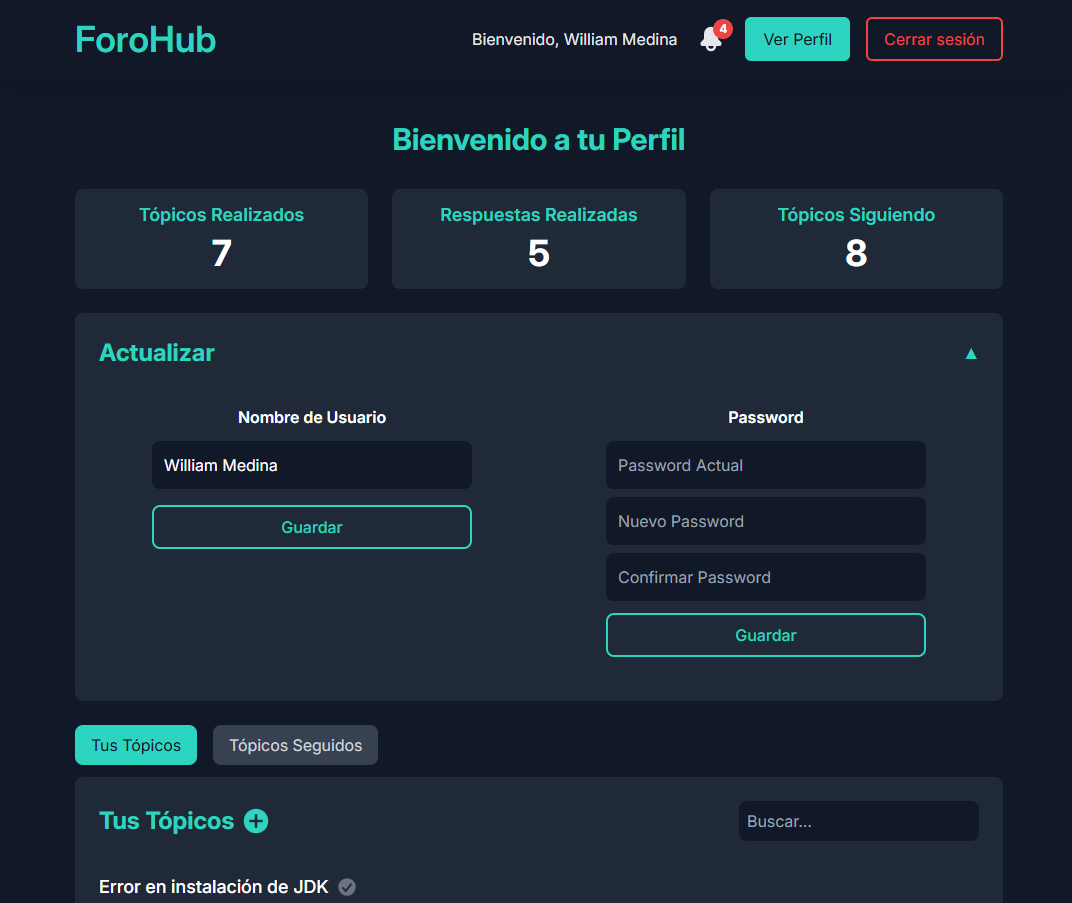 ForoHub
Bienvenido, William Medina
4
Ver Perfil
Cerrar sesión
Bienvenido a tu Perfil
Tópicos Realizados
7
Respuestas Realizadas
5
Tópicos Siguiendo
8
Actualizar
▲
Nombre de Usuario
William Medina
Guardar
Password
Password Actual
Nuevo Password
Confirmar Password
Guardar
Tus Tópicos
Tópicos Seguidos
Tus Tópicos
Buscar...
Error en instalación de JDK